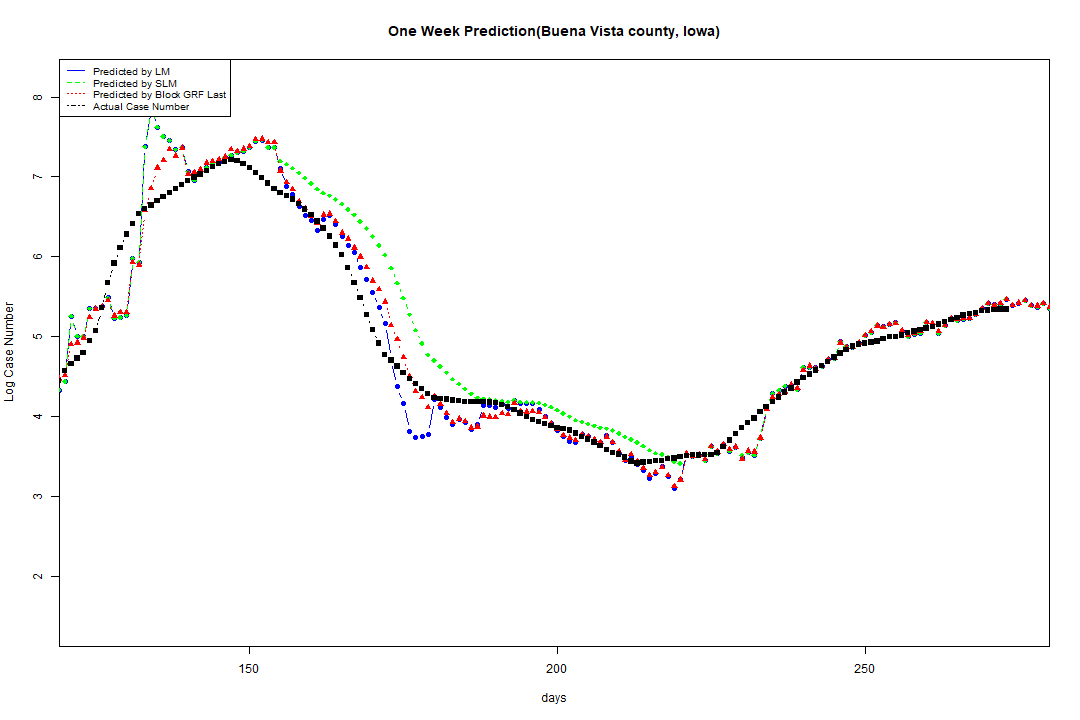 One Week Prediction(Buena Vista county, Iowa)
Predicted by LM
Predicted by SLM
Predicted by Block GRF Last
Actual Case Number
8
7
6
5
4
3
2
Log Case Number
150 200 250
days